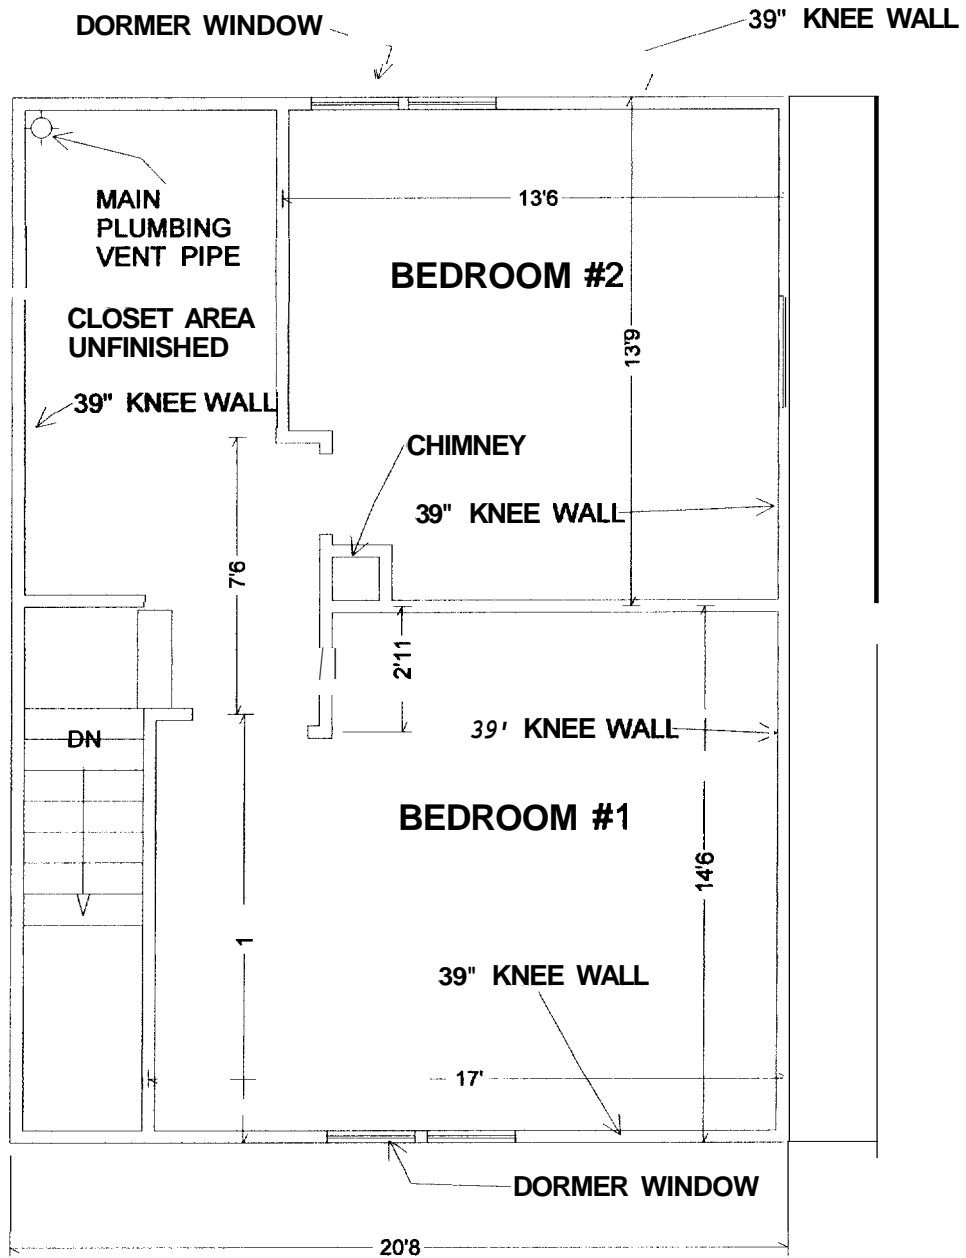 DORMER WINDOW
39" KNEE WALL
MAIN
PLUMBING
VENT PIPE
13'6
BEDROOM #2
CLOSET AREA
UNFINISHED
13'9
39" KNEE WALL
CHIMNEY
39" KNEE WALL
7'6
2'11
39' KNEE WALL
DN
BEDROOM #1
14'6
1
39" KNEE WALL
17'
DORMER WINDOW
20'8